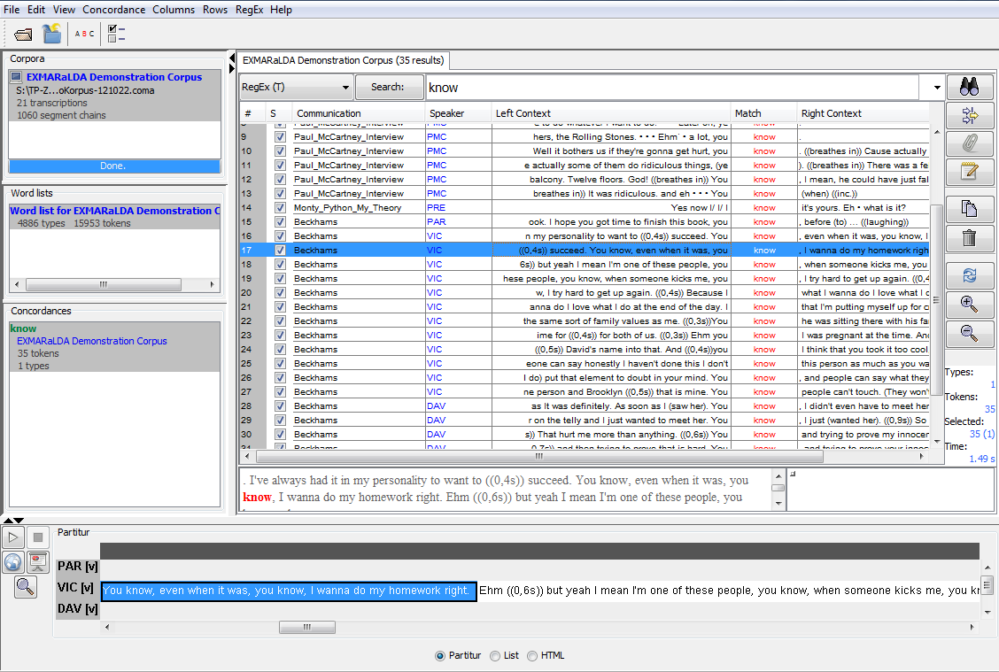 File Edit View Concordance Columns Rows RegEx Help
A B C
Corpora
EXMARaLDA Demonstration Corpus
S:\TP-Z...oKorpus-121022.coma
21 transcriptions
1060 segment chains
Done.
Word lists
Word list for EXMARaLDA Demonstration C
4886 types 15953 tokens
Concordances
know
EXMARaLDA Demonstration Corpus
35 tokens
1 types
EXMARaLDA Demonstration Corpus (35 results)
RegEx (T) Search: know
# S Communication Speaker Left Context Match Right Context
9 Paul_McCartney_Interview PMC hers, the Rolling Stones. • • • Ehm˙ • a lot, you know .
10 Paul_McCartney_Interview PMC Well it bothers us if they're gonna get hurt, you know . ((breathes in)) Cause actually
11 Paul_McCartney_Interview PMC e actually some of them do ridiculous things, (ye know ). ((breathes in)) There was a fe
12 Paul_McCartney_Interview PMC balcony. Twelve floors. God! ((breathes in)) You know , I mean, he could have just fal
13 Paul_McCartney_Interview PMC breathes in)) It was ridiculous. and eh • • • You know (when) ((inc.))
14 Monty_Python_My_Theory PRE Yes now I/ I/ I know it's yours. Eh • what is it?
15 Beckhams PAR ook. I hope you got time to finish this book, you know , before (to) ... ((laughing))
16 Beckhams VIC n my personality to want to ((0,4s)) succeed. You know , even when it was, you know, I
17 Beckhams VIC ((0,4s)) succeed. You know, even when it was, you know , I wanna do my homework righ
18 Beckhams VIC 6s)) but yeah I mean I'm one of these people, you know , when someone kicks me, you
19 Beckhams VIC hese people, you know, when someone kicks me, you know , I try hard to get up again. ((0,4
20 Beckhams VIC w, I try hard to get up again. ((0,4s)) Because I know what I wanna do I love what I d
21 Beckhams VIC anna do I love what I do at the end of the day. I know that I'm putting myself up for c
22 Beckhams VIC the same sort of family values as me. ((0,3s))You know he was sitting there with his fa
23 Beckhams VIC ime for ((0,4s)) for both of us. ((0,3s)) Ehm you know I was pregnant at the time. And
24 Beckhams VIC ((0,5s)) David's name into that. And ((0,4s))you know I think that you took it too cool
25 Beckhams VIC eone can say honestly I haven't done this I don't know this person as much as you wa
26 Beckhams VIC I do) put that element to doubt in your mind. You know , and people can say what they
27 Beckhams VIC ne person and Brooklyn ((0,5s)) that is mine. You know people can't touch. (They won'
28 Beckhams DAV as It was definitely. As soon as I (saw her). You know , I didn't even have to meet her
29 Beckhams DAV r on the telly and I just wanted to meet her. You know , I just (wanted her). ((0,9s)) So
30 Beckhams DAV s)) That hurt me more than anything. ((0,6s)) You know and trying to prove my innocen
Types:
1
Tokens:
35
Selected:
35 (1)
Time:
1.49 s
. I've always had it in my personality to want to ((0,4s)) succeed. You know, even when it was, you
know, I wanna do my homework right. Ehm ((0,6s)) but yeah I mean I'm one of these people, you
Partitur
PAR [v]
VIC [v] You know, even when it was, you know, I wanna do my homework right. Ehm ((0,6s)) but yeah I mean I'm one of these people, you know, when someone kicks me, you kn
DAV [v]
Partitur List HTML